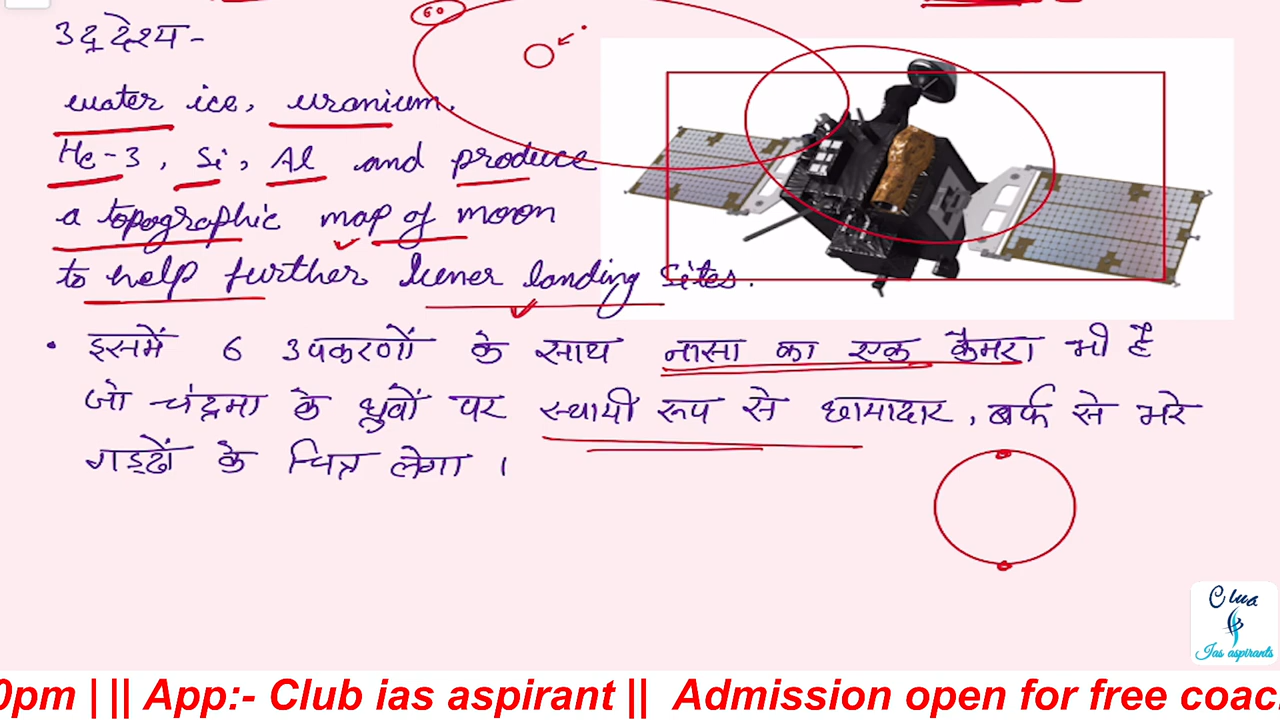 60
उद्देश्य-
water ice, uranium.
He-3, Si, Al and produce
a topographic map of moon
to help further luner landing sites.
• इसमें 6 उपकरणों के साथ नासा का एक कैमरा भी है
जो चंद्रमा के ध्रुवों पर स्थायी रूप से छायादार, बर्फ से भरे
गड्ढों के चित्र लेगा ।
Club
Ias aspirants
0pm | || App:- Club ias aspirant || Admission open for free coac